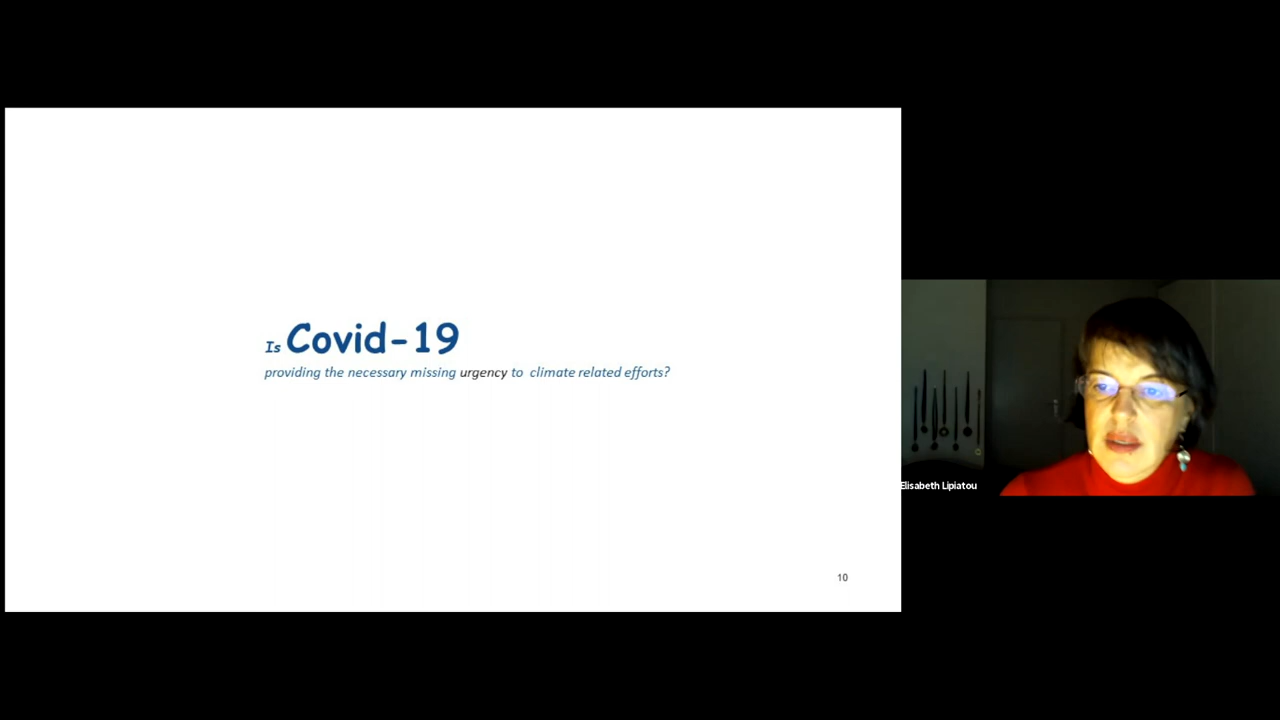 Is Covid-19
providing the necessary missing urgency to climate related efforts?
10
Elisabeth Lipiatou